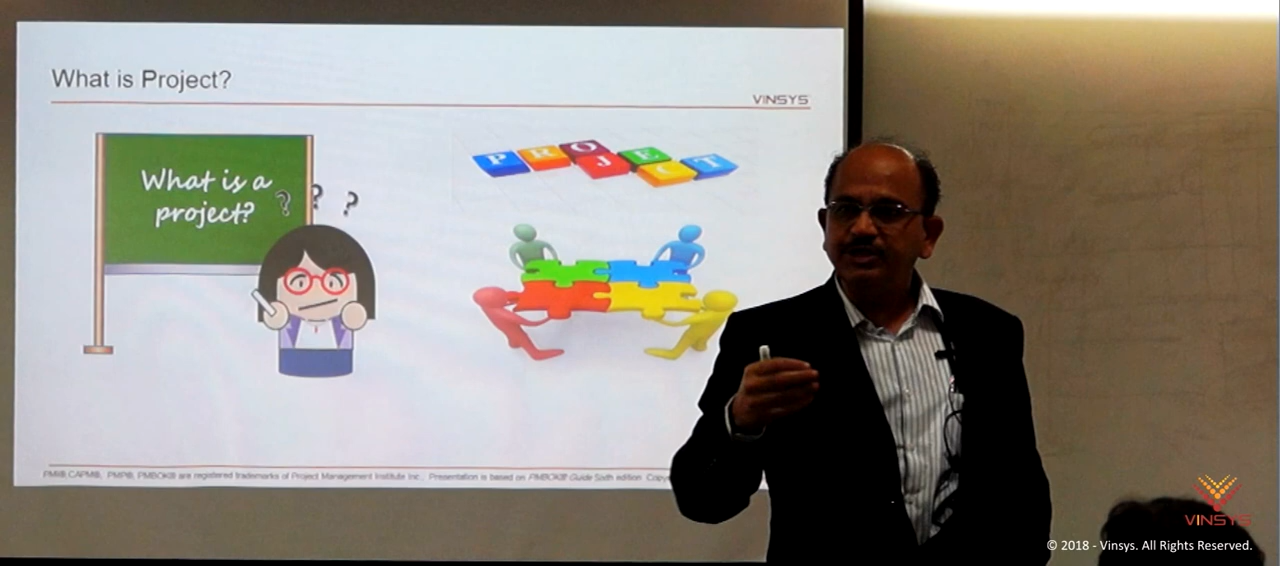 What is Project?
VINSYS
What is a
project?
? ? ?
PROJECT
PMI®, CAPM®, PMP®, PMBOK® are registered trademarks of Project Management Institute Inc., Presentation is based on PMBOK® Guide Sixth edition
VINSYS
© 2018 - Vinsys. All Rights Reserved.